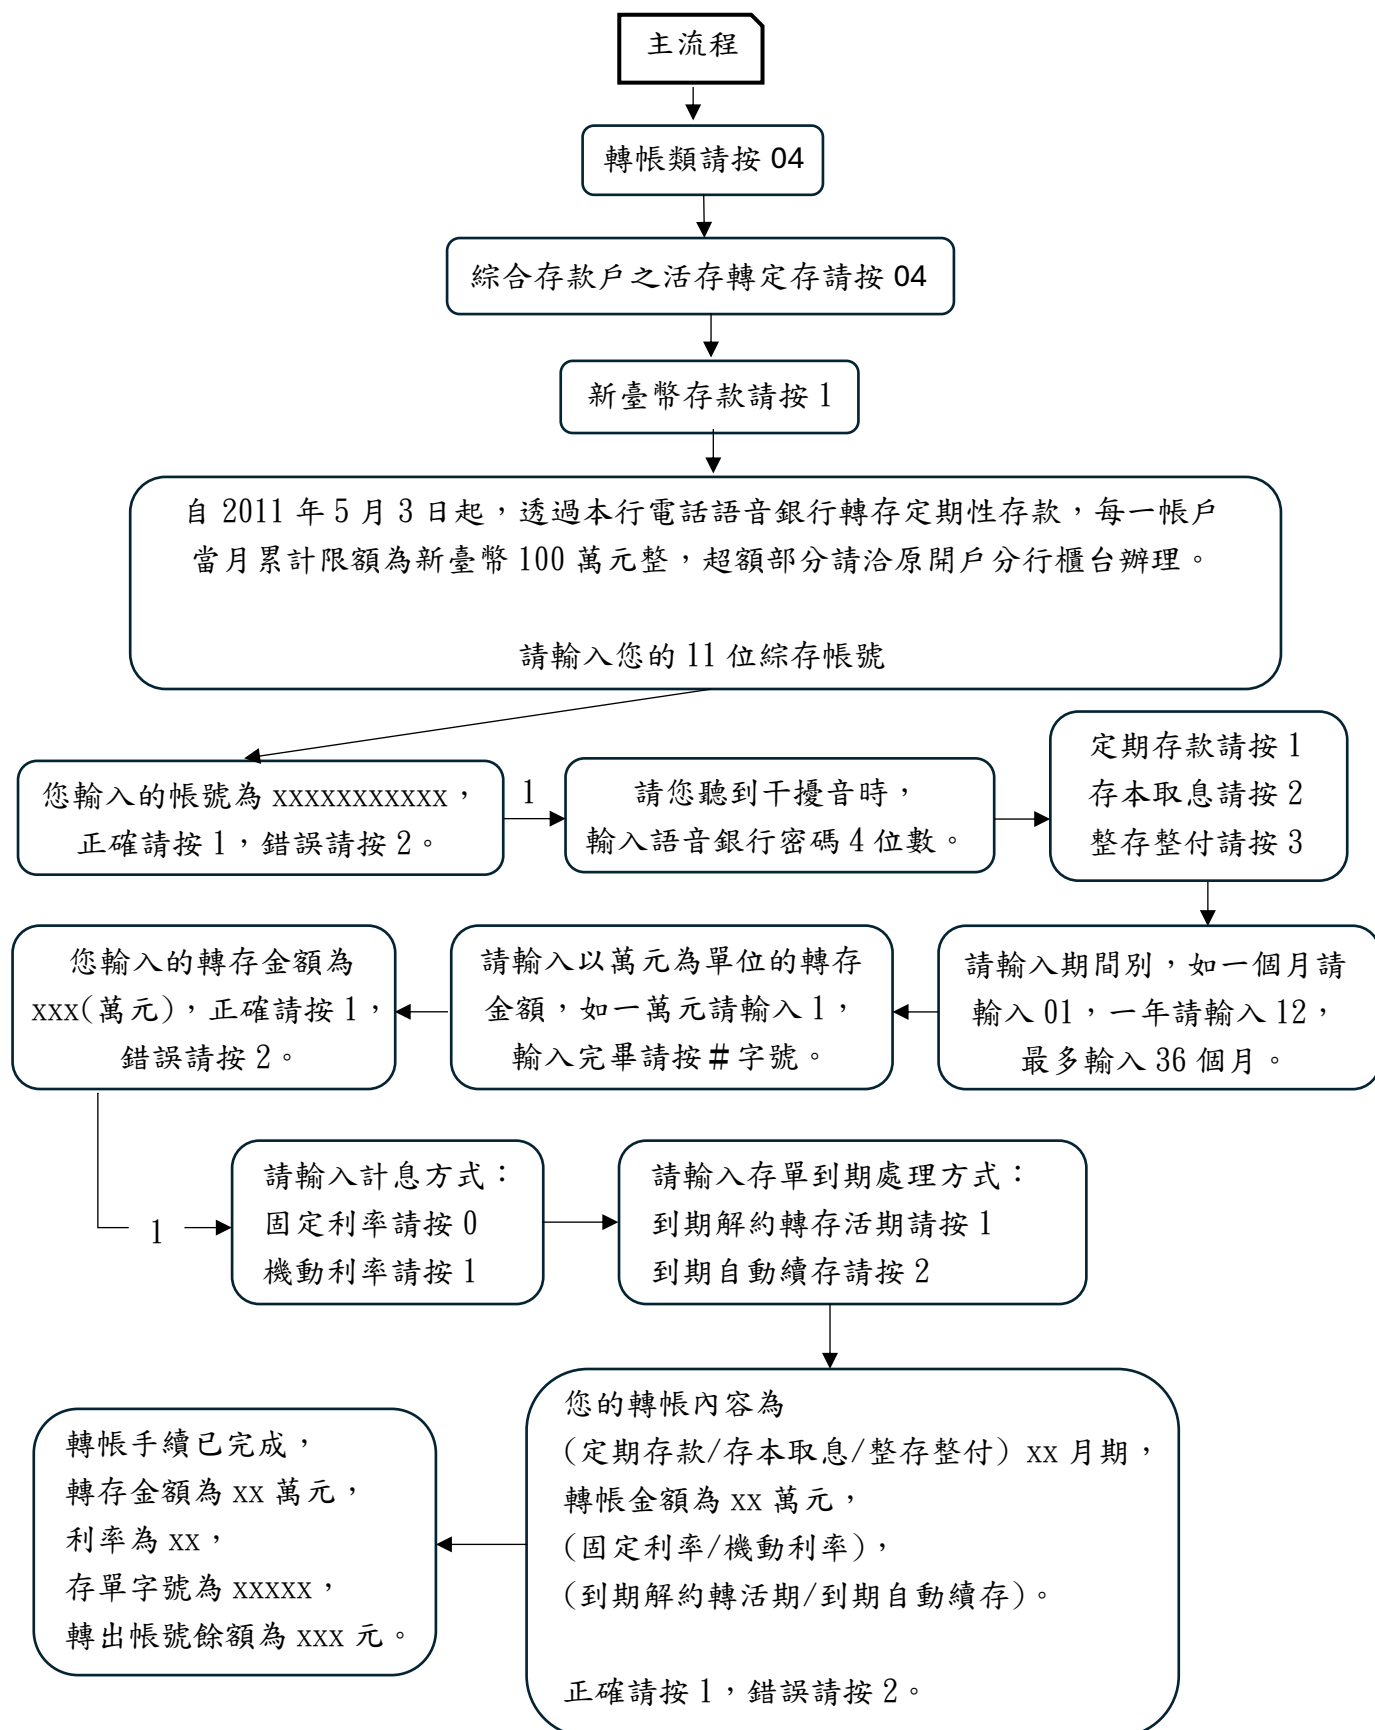 主流程
轉帳類請按 04
綜合存款戶之活存轉定存請按 04
新臺幣存款請按 1
自 2011 年 5 月 3 日起，透過本行電話語音銀行轉存定期性存款，每一帳戶
當月累計限額為新臺幣 100 萬元整，超額部分請洽原開戶分行櫃台辦理。
請輸入您的 11 位綜存帳號
您輸入的帳號為 xxxxxxxxxxx，
正確請按 1，錯誤請按 2。
1
請您聽到干擾音時，
輸入語音銀行密碼 4 位數。
定期存款請按 1
存本取息請按 2
整存整付請按 3
請輸入期間別，如一個月請
輸入 01，一年請輸入 12，
最多輸入 36 個月。
請輸入以萬元為單位的轉存
金額，如一萬元請輸入 1，
輸入完畢請按＃字號。
您輸入的轉存金額為
xxx(萬元)，正確請按 1，
錯誤請按 2。
1
請輸入計息方式：
固定利率請按 0
機動利率請按 1
請輸入存單到期處理方式：
到期解約轉存活期請按 1
到期自動續存請按 2
您的轉帳內容為
(定期存款/存本取息/整存整付) xx 月期，
轉帳金額為 xx 萬元，
(固定利率/機動利率)，
(到期解約轉活期/到期自動續存)。
正確請按 1，錯誤請按 2。
轉帳手續已完成，
轉存金額為 xx 萬元，
利率為 xx，
存單字號為 xxxxx，
轉出帳號餘額為 xxx 元。